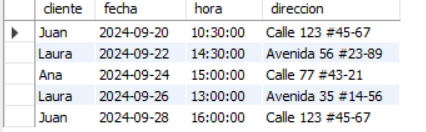 cliente fecha hora direccion
Juan 2024-09-20 10:30:00 Calle 123 #45-67
Laura 2024-09-22 14:30:00 Avenida 56 #23-89
Ana 2024-09-24 15:00:00 Calle 77 #43-21
Laura 2024-09-26 13:00:00 Avenida 35 #14-56
Juan 2024-09-28 16:00:00 Calle 123 #45-67